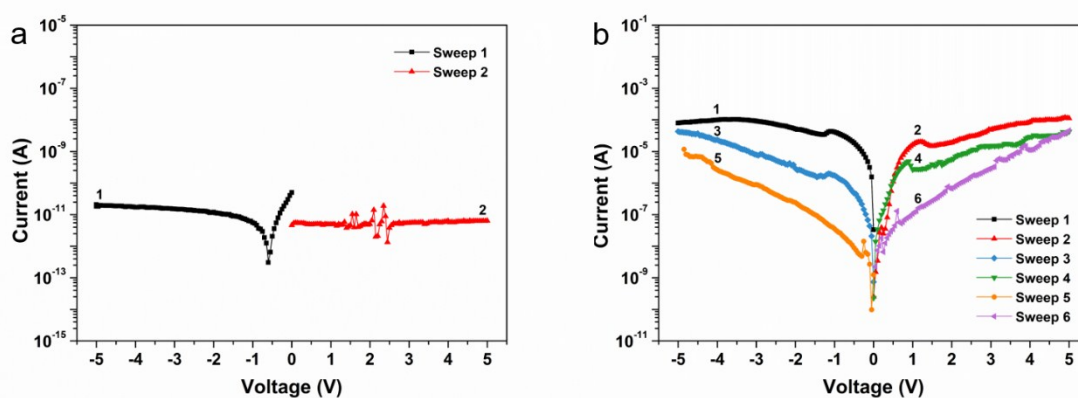 a
10^-5
10^-7
10^-9
10^-11
10^-13
10^-15
Current (A)
Sweep 1
Sweep 2
1
2
-5 -4 -3 -2 -1 0 1 2 3 4 5
Voltage (V)
b
10^-1
10^-3
10^-5
10^-7
10^-9
10^-11
Current (A)
1
2
3
4
5
6
Sweep 1
Sweep 2
Sweep 3
Sweep 4
Sweep 5
Sweep 6
-5 -4 -3 -2 -1 0 1 2 3 4 5
Voltage (V)